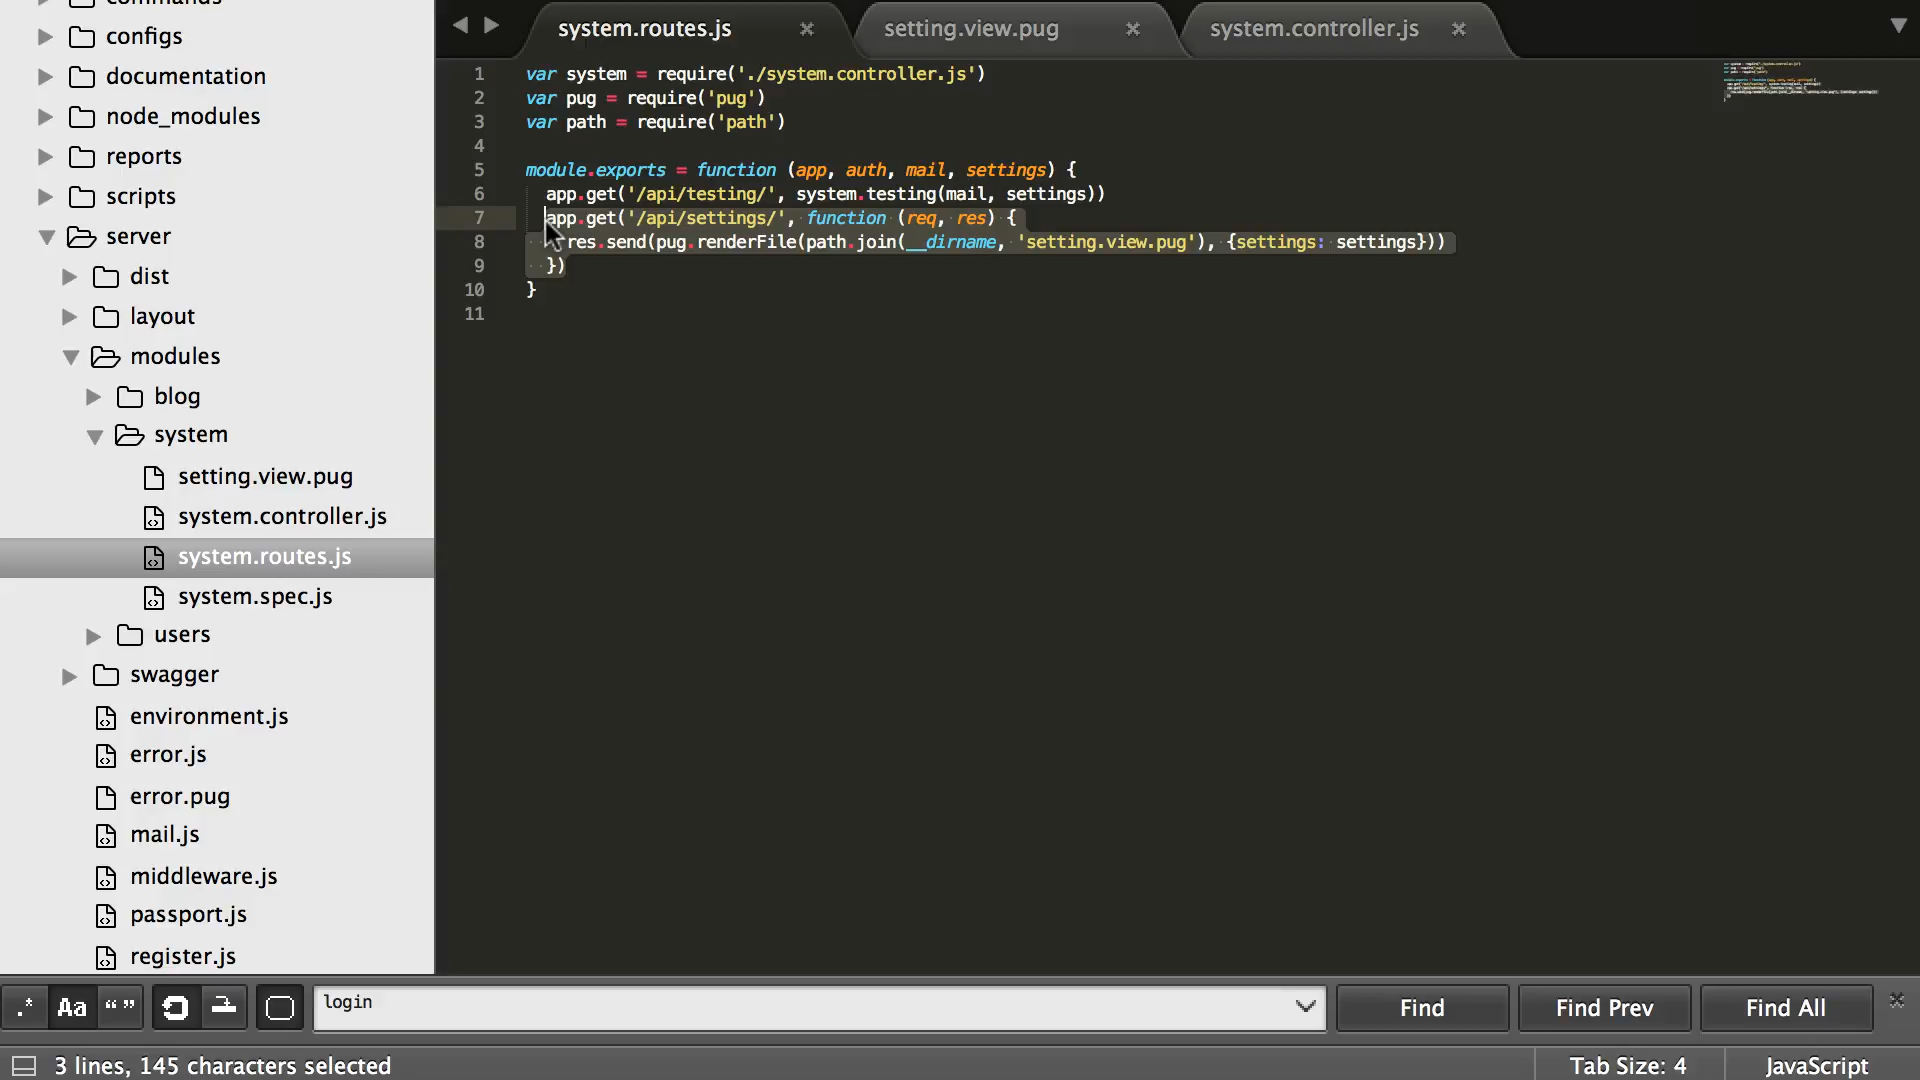 commands
configs
documentation
node_modules
reports
scripts
server
dist
layout
modules
blog
system
setting.view.pug
system.controller.js
system.routes.js
system.spec.js
users
swagger
environment.js
error.js
error.pug
mail.js
middleware.js
passport.js
register.js
system.routes.js × setting.view.pug × system.controller.js ×
1 var system = require('./system.controller.js')
2 var pug = require('pug')
3 var path = require('path')
4
5 module.exports = function (app, auth, mail, settings) {
6 app.get('/api/testing/', system.testing(mail, settings))
7 app.get('/api/settings/', function (req, res) {
8 res.send(pug.renderFile(path.join(__dirname, 'setting.view.pug'), {settings: settings}))
9 })
10 }
11
.* Aa “ ” login Find Find Prev Find All ×
3 lines, 145 characters selected Tab Size: 4 JavaScript